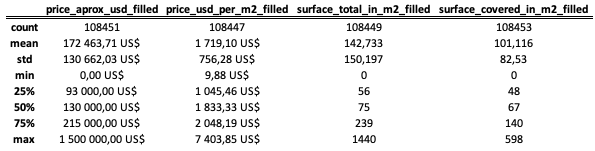 price_aprox_usd_filled price_usd_per_m2_filled surface_total_in_m2_filled surface_covered_in_m2_filled
count 108451 108447 108449 108453
mean 172 463,71 US$ 1 719,10 US$ 142,733 101,116
std 130 662,03 US$ 756,28 US$ 150,197 82,53
min 0,00 US$ 9,88 US$ 0 0
25% 93 000,00 US$ 1 045,46 US$ 56 48
50% 130 000,00 US$ 1 833,33 US$ 75 67
75% 215 000,00 US$ 2 048,19 US$ 239 140
max 1 500 000,00 US$ 7 403,85 US$ 1440 598